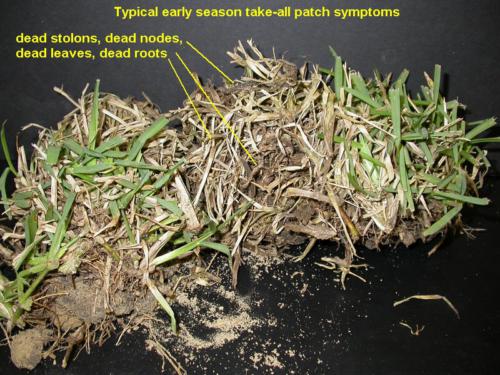 Typical early season take-all patch symptoms
dead stolons, dead nodes,
dead leaves, dead roots